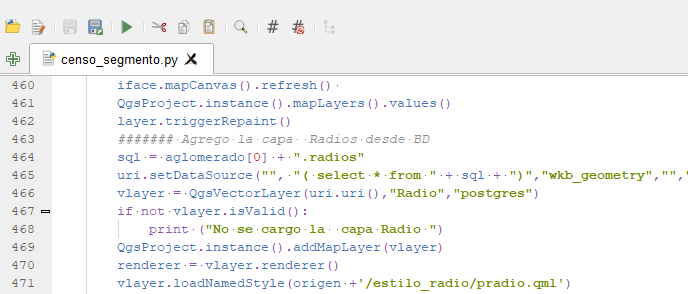 censo_segmento.py
460 iface.mapCanvas().refresh()
461 QgsProject.instance().mapLayers().values()
462 layer.triggerRepaint()
463 ####### Agrego la capa  Radios desde BD
464 sql = aglomerado[0] + ".radios"
465 uri.setDataSource("", "( select * from " + sql + ")","wkb_geometry","","
466 vlayer = QgsVectorLayer(uri.uri(),"Radio","postgres")
467 if not vlayer.isValid():
468 print ("No se cargo la  capa Radio ")
469 QgsProject.instance().addMapLayer(vlayer)
470 renderer = vlayer.renderer()
471 vlayer.loadNamedStyle(origen +'/estilo_radio/pradio.qml')